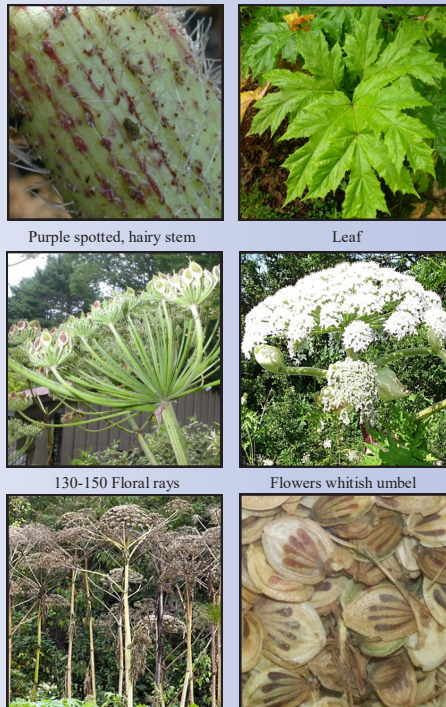 Purple spotted, hairy stem
Leaf
130-150 Floral rays
Flowers whitish umbel